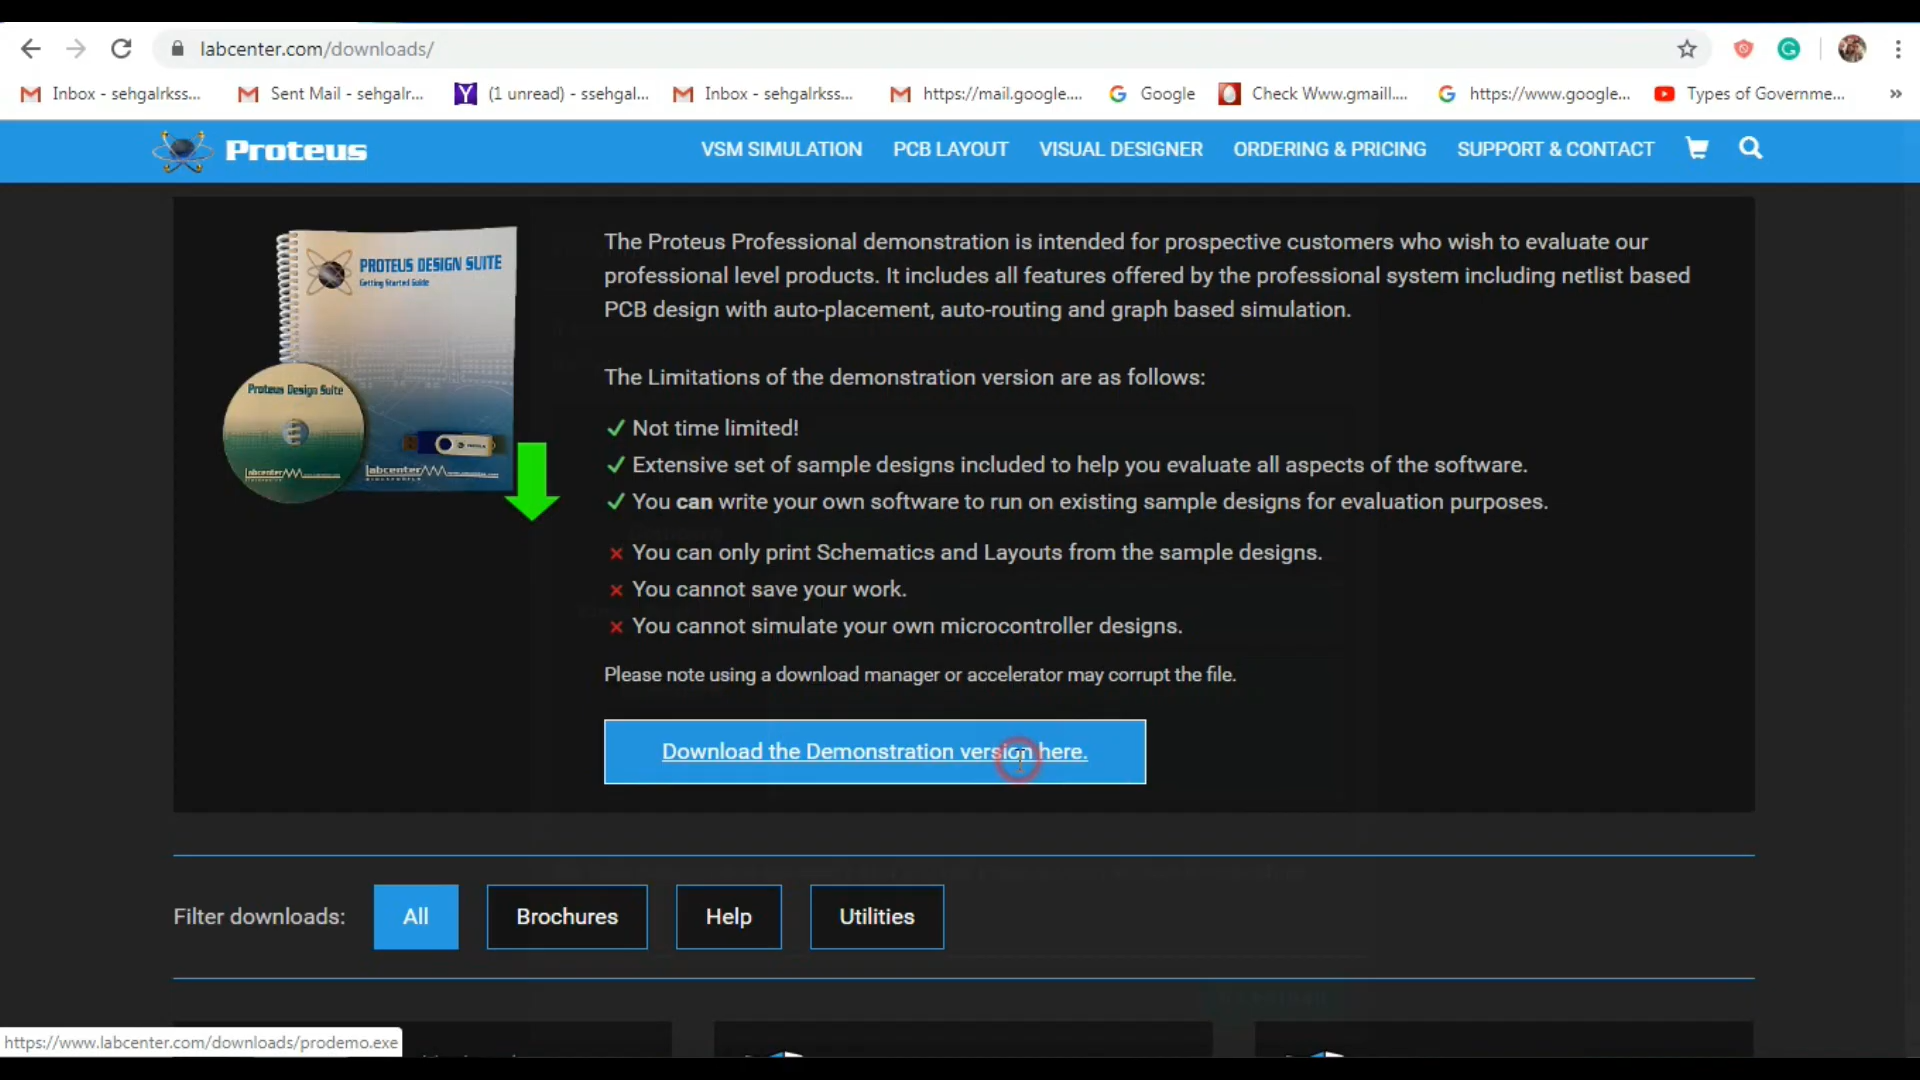 labcenter.com/downloads/
Inbox - sehgalrkss... Sent Mail - sehgalr... (1 unread) - ssehgal... Inbox - sehgalrkss... https://mail.google.... Google Check Www.gmaill.... https://www.google... Types of Governme... »
Proteus VSM SIMULATION PCB LAYOUT VISUAL DESIGNER ORDERING & PRICING SUPPORT & CONTACT
PROTEUS DESIGN SUITE
Getting Started Guide
Proteus Design Suite
labcenter
labcenter
The Proteus Professional demonstration is intended for prospective customers who wish to evaluate our
professional level products. It includes all features offered by the professional system including netlist based
PCB design with auto-placement, auto-routing and graph based simulation.
The Limitations of the demonstration version are as follows:
Not time limited!
Extensive set of sample designs included to help you evaluate all aspects of the software.
You can write your own software to run on existing sample designs for evaluation purposes.
You can only print Schematics and Layouts from the sample designs.
You cannot save your work.
You cannot simulate your own microcontroller designs.
Please note using a download manager or accelerator may corrupt the file.
Download the Demonstration version here.
Filter downloads: All Brochures Help Utilities
https://www.labcenter.com/downloads/prodemo.exe